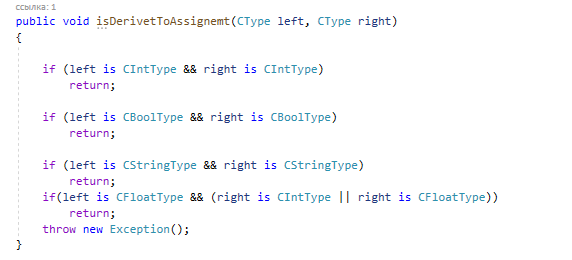 ссылка: 1
public void isDerivetToAssignemt(CType left, CType right)
{
if (left is CIntType && right is CIntType)
return;
if (left is CBoolType && right is CBoolType)
return;
if (left is CStringType && right is CStringType)
return;
if(left is CFloatType && (right is CIntType || right is CFloatType))
return;
throw new Exception();
}